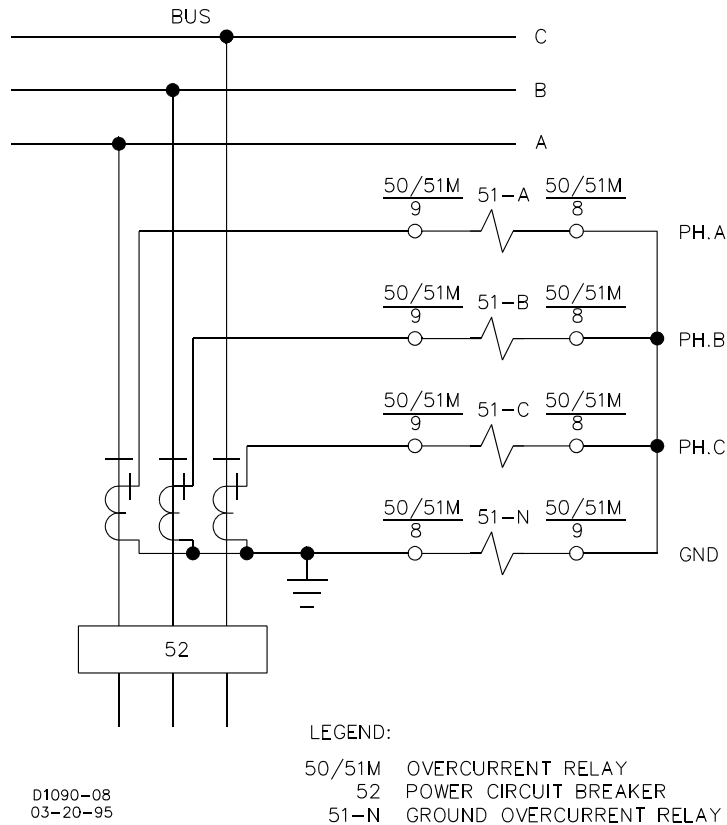 BUS
C
B
A
50/51M 51-A 50/51M
9 8
PH.A
50/51M 51-B 50/51M
9 8
PH.B
50/51M 51-C 50/51M
9 8
PH.C
50/51M 51-N 50/51M
8 9
GND
52
LEGEND:
50/51M OVERCURRENT RELAY
52 POWER CIRCUIT BREAKER
51-N GROUND OVERCURRENT RELAY
D1090-08
03-20-95